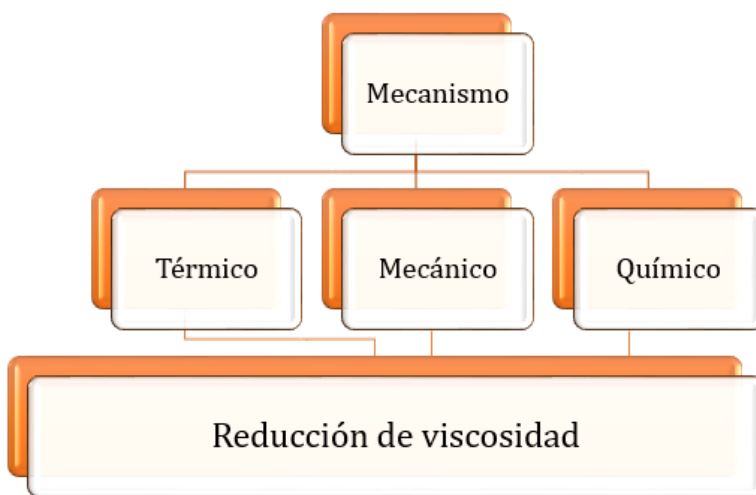 Mecanismo
Térmico
Mecánico
Químico
Reducción de viscosidad